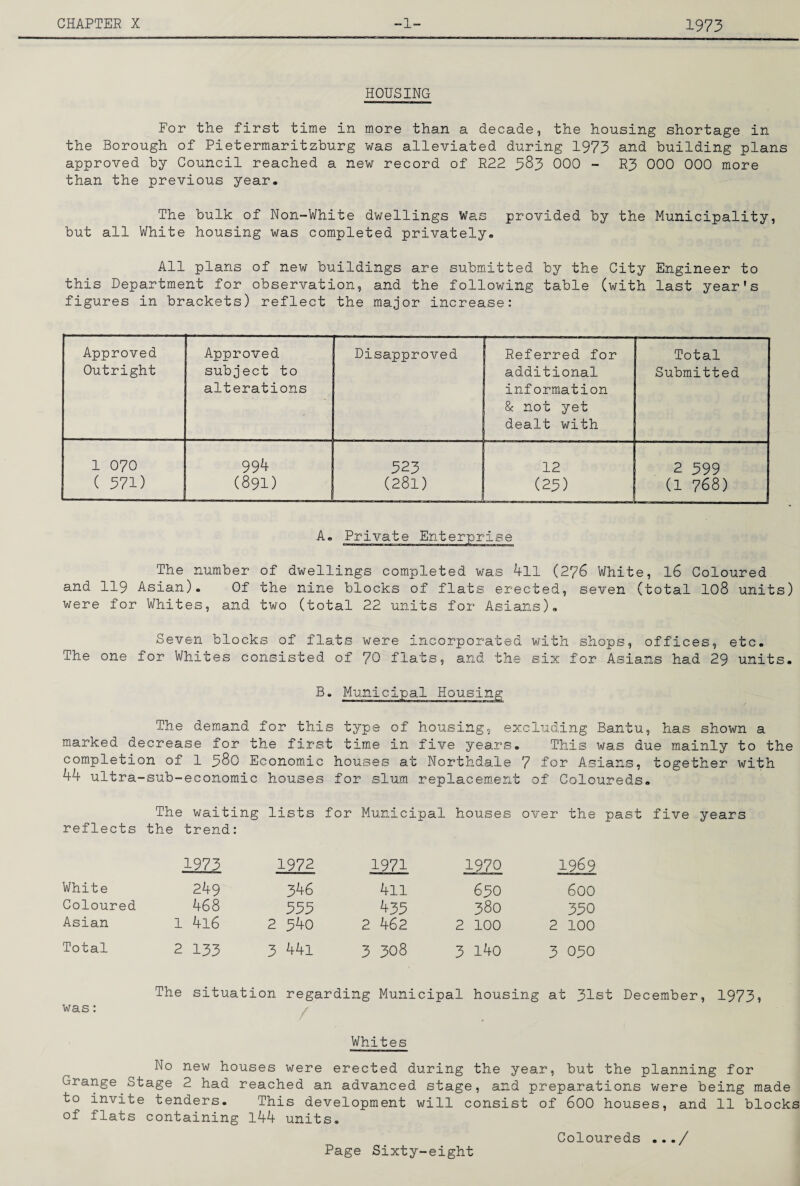 CHAPTER X -1- 1973
HOUSING
For the first time in more than a decade, the housing shortage in
the Borough of Pietermaritzburg was alleviated during 1973 and building plans
approved by Council reached a new record of R22 583 000 - R3 000 000 more
than the previous year.
The bulk of Non-White dwellings Was provided by the Municipality,
but all White housing was completed privately.
All plans of new buildings are submitted by the City Engineer to
this Department for observation, and the following table (with last year's
figures in brackets) reflect the major increase:
Approved Approved Disapproved Referred for Total
Outright subject to additional Submitted
alterations information
& not yet
dealt with
1 070 994 523 12 2 599
( 571) (891) (281) (25) (1 768)
A. Private Enterprise
The number of dwellings completed was 411 (276 White, 16 Coloured
and 119 Asian). Of the nine blocks of flats erected, seven (total 108 units)
were for Whites, and two (total 22 units for Asians).
Seven blocks of flats were incorporated with shops, offices, etc.
The one for Whites consisted of 70 flats, and the six for Asians had 29 units.
B. Municipal Housing
The demand for this type of housing, excluding Bantu, has shown a
marked decrease for the first time in five years. This was due mainly to the
completion of 1 380 Economic houses at Northdale 7 for Asians, together with
44 ultra-sub-economic houses for slum replacement of Coloureds.
The waiting lists for Municipal houses over the past five years
reflects the trend:
1973 1972 1971 1970 1969
White 249 346 411 650 600
Coloured 468 555 435 380 350
Asian 1 416 2 540 2 462 2 100 2 100
Total 2 133 3 441 3 308 3 140 3 050
The situation regarding Municipal housing at 31st December, 1973,
was:
Whites
No new houses were erected during the year, but the planning for
Grange Stage 2 had reached an advanced stage, and preparations were being made
to invite tenders. This development will consist of 600 houses, and 11 blocks
of flats containing 144 units.
Coloureds .../
Page Sixty-eight